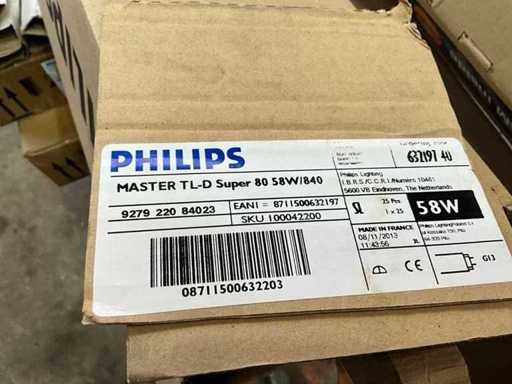 PHILIPS
MASTER TL-D Super 80 58W/840
9279 220 84023
EAN1 = 8711500632197
SKU 100042200
08711500632203
632197 40
Philips Lighting
I.B.R.S./C.C.R.I./Numéro 10461
5600 VB Eindhoven, The Netherlands
25 Pcs
1 x 25
58W
MADE IN FRANCE
08/11/2013
11:43:56
CE
G13